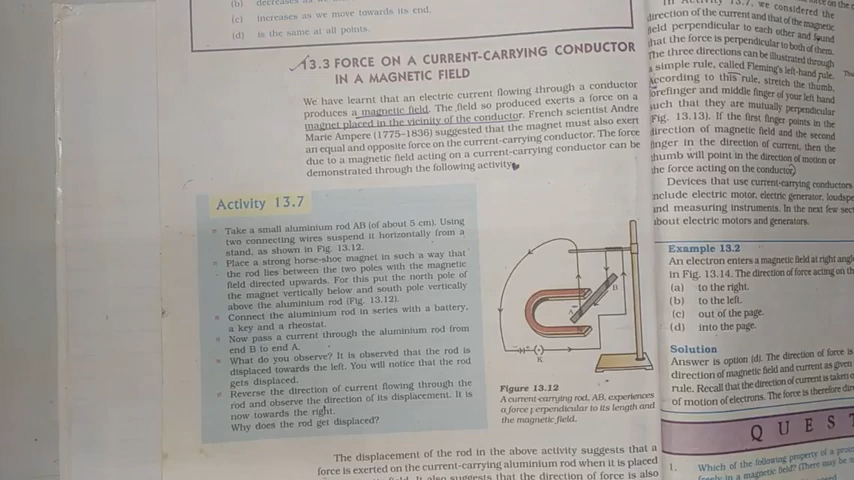 (b) decreases as
(c) increases as we move towards its end.
(d) is the same at all points.
13.3 FORCE ON A CURRENT-CARRYING CONDUCTOR
IN A MAGNETIC FIELD
We have learnt that an electric current flowing through a conductor
produces a magnetic field. The field so produced exerts a force on a
magnet placed in the vicinity of the conductor. French scientist Andre
Marie Ampere (1775–1836) suggested that the magnet must also exert
an equal and opposite force on the current-carrying conductor. The force
due to a magnetic field acting on a current-carrying conductor can be
demonstrated through the following activity.
Activity 13.7
Take a small aluminium rod AB (of about 5 cm). Using
two connecting wires suspend it horizontally from a
stand, as shown in Fig. 13.12.
Place a strong horse-shoe magnet in such a way that
the rod lies between the two poles with the magnetic
field directed upwards. For this put the north pole of
the magnet vertically below and south pole vertically
above the aluminium rod (Fig. 13.12).
Connect the aluminium rod in series with a battery,
a key and a rheostat.
Now pass a current through the aluminium rod from
end B to end A.
What do you observe? It is observed that the rod is
displaced towards the left. You will notice that the rod
gets displaced.
Reverse the direction of current flowing through the
rod and observe the direction of its displacement. It is
now towards the right.
Why does the rod get displaced?
B
A
K
Figure 13.12
A current-carrying rod, AB, experiences
a force perpendicular to its length and
the magnetic field.
The displacement of the rod in the above activity suggests that a
force is exerted on the current-carrying aluminium rod when it is placed
field. It also suggests that the direction of force is also
In Activity 13.7, we considered the
direction of the current and that of the magnetic
field perpendicular to each other and found
that the force is perpendicular to both of them.
The three directions can be illustrated through
a simple rule, called Fleming's left-hand rule.
According to this rule, stretch the thumb,
forefinger and middle finger of your left hand
such that they are mutually perpendicular
(Fig. 13.13). If the first finger points in the
direction of magnetic field and the second
finger in the direction of current, then the
thumb will point in the direction of motion or
the force acting on the conductor.
Devices that use current-carrying conductors
include electric motor, electric generator,
and measuring instruments. In the next few
about electric motors and generators.
Example 13.2
An electron enters a magnetic field at right
in Fig. 13.14. The direction of force acting on
(a) to the right.
(b) to the left.
(c) out of the page.
(d) into the page.
Solution
Answer is option (d). The direction of force is
direction of magnetic field and current as given
rule. Recall that the direction of current is taken
of motion of electrons. The force is therefore
Q U E S T
1. Which of the following property of a
freely in a magnetic field? (There may be